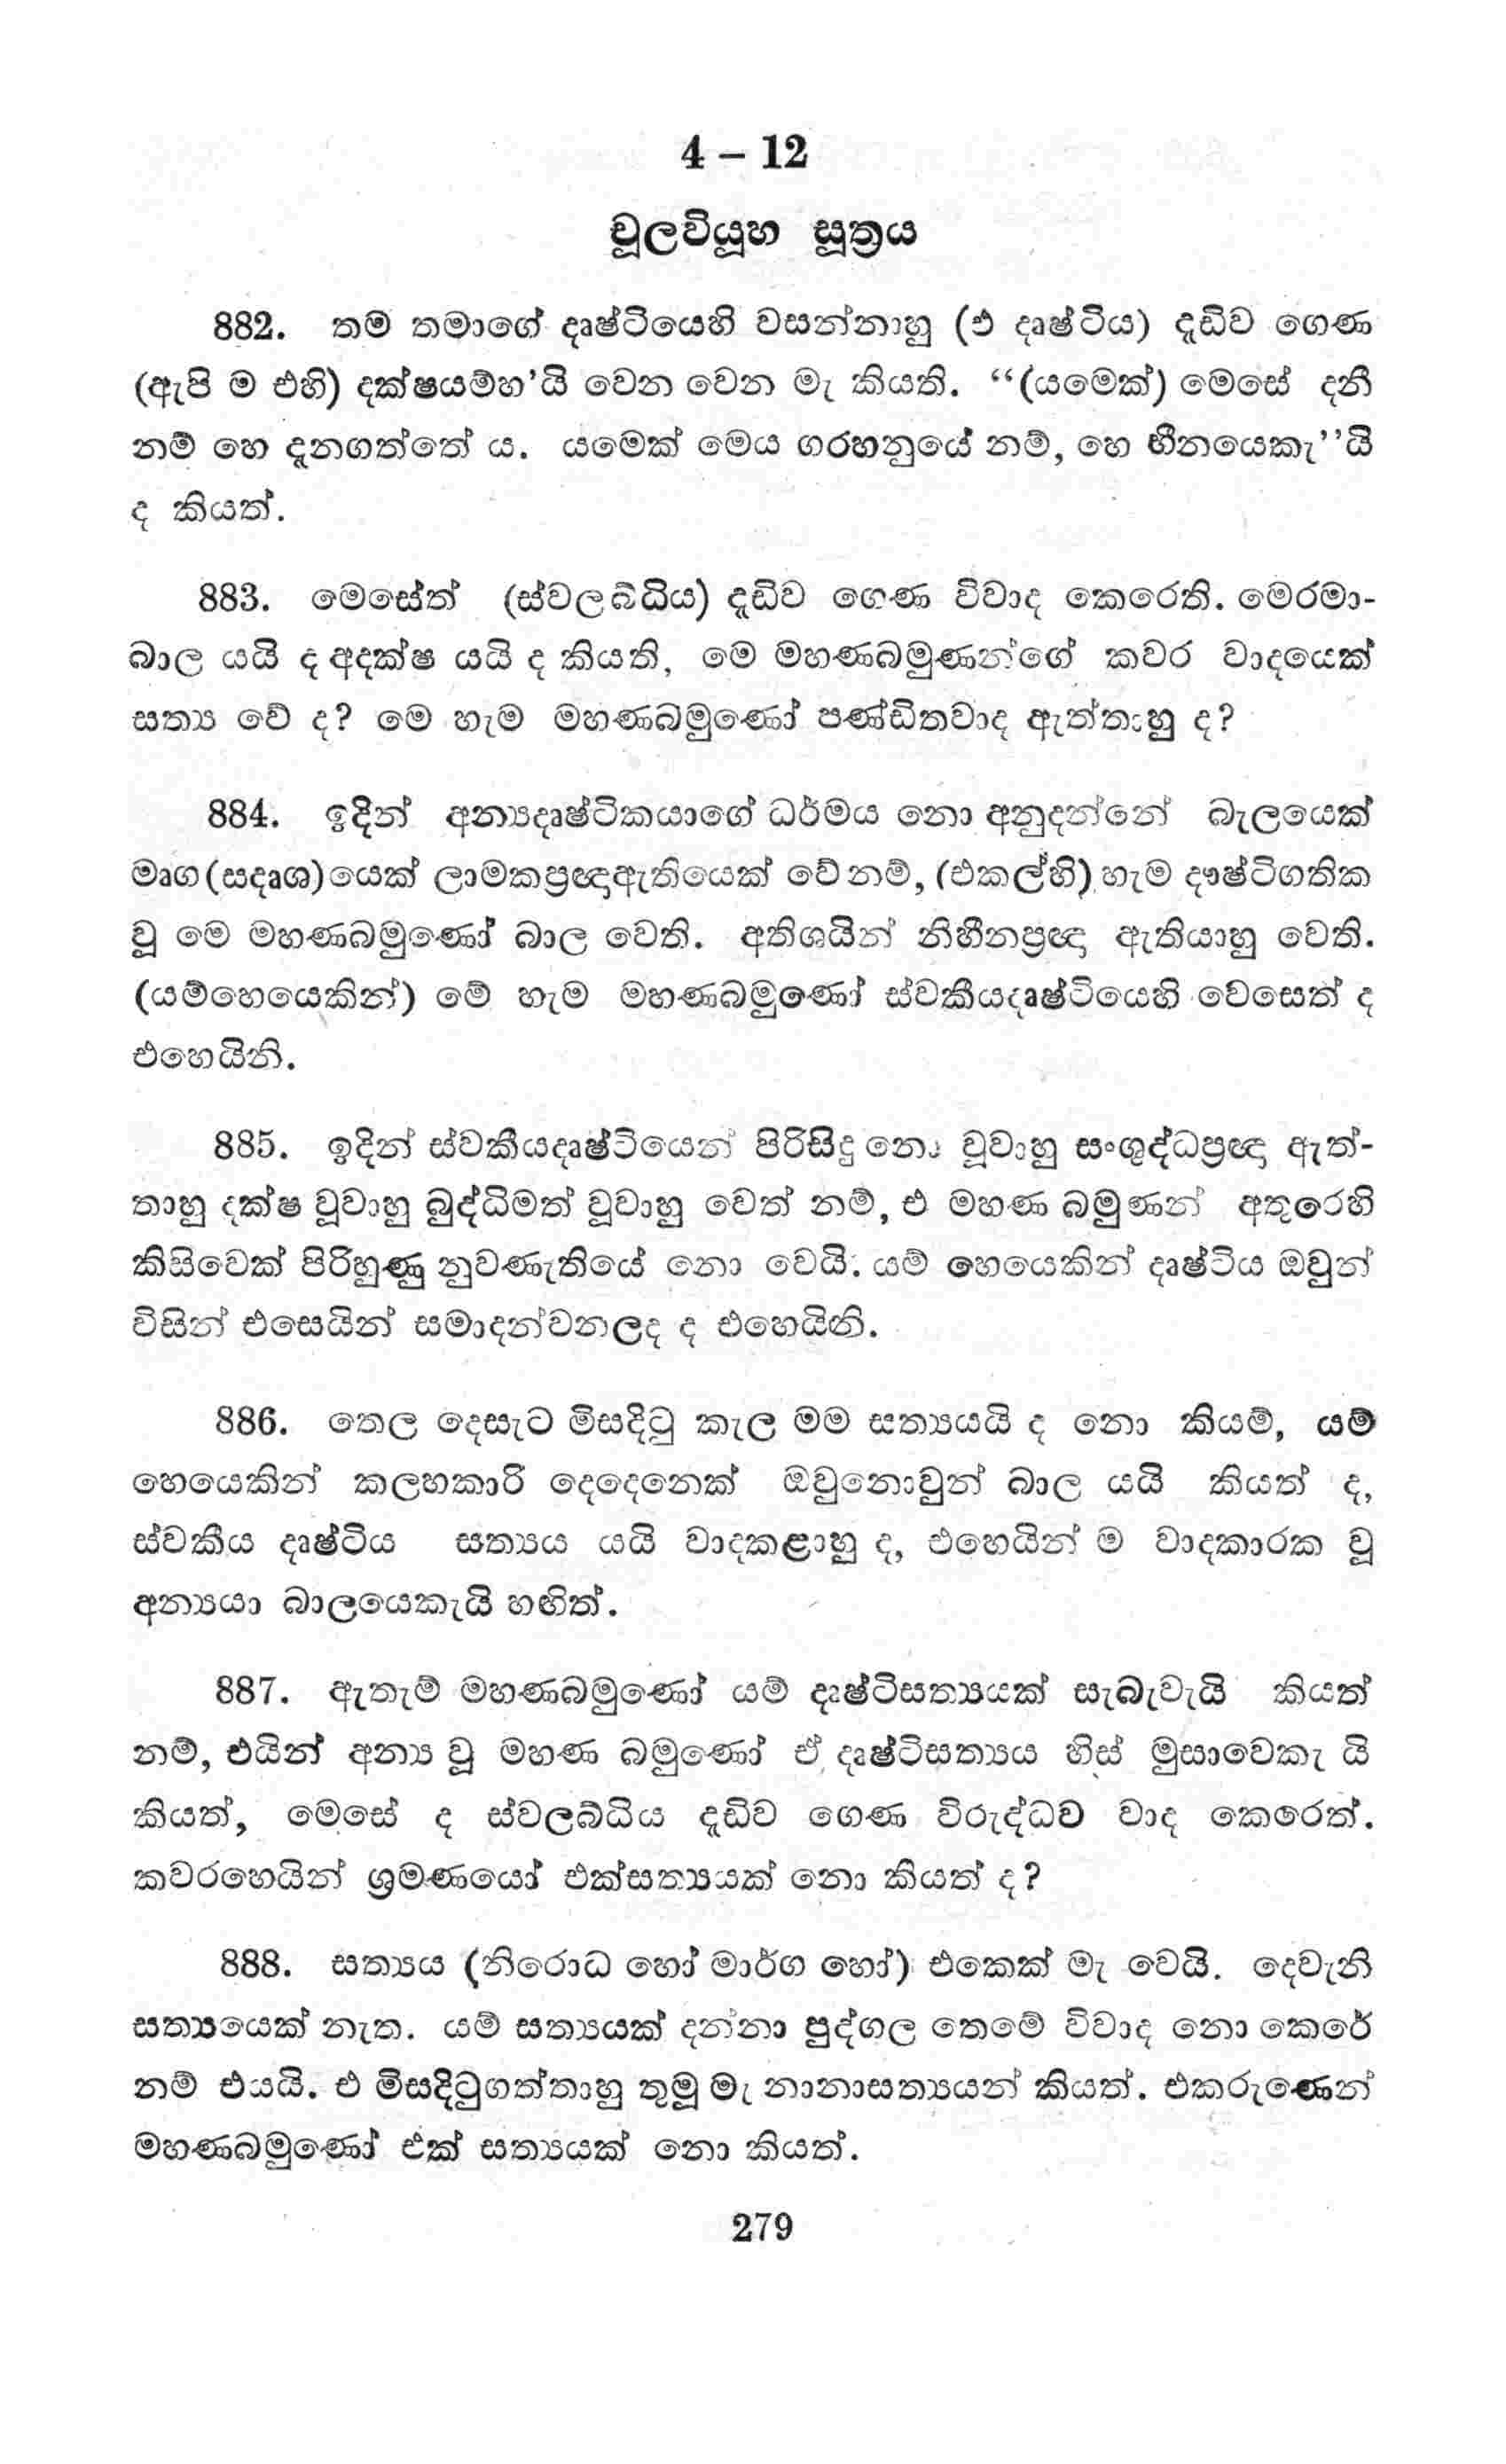 4 – 12
චූලවියූහ සූත්‍රය
882. තම තමාගේ දෘෂ්ටියෙහි වසන්නාහු (එ දෘෂ්ටිය) දැඩිව ගෙණ
(ඇපි ම එහි) දක්ෂයම්හ’යි වෙන වෙන මැ කියති. “(යමෙක්) මෙසේ දනී
නම් හෙ දැනගත්තේ ය. යමෙක් මෙය ගරහනුයේ නම්, හෙ හීනයෙකැ’’යි
ද කියත්.
883. මෙසේත් (ස්වලබ්ධිය) දැඩිව ගෙණ විවාද කෙරෙති. මෙරමා-
බාල යයි ද අදක්ෂ යයි ද කියති, මෙ මහණබමුණන්ගේ කවර වාදයෙක්
සත්‍ය වේ ද? මෙ හැම මහණබමුණෝ පණ්ඩිතවාද ඇත්තාහු ද?
884. ඉදින් අන්‍යදෘෂ්ටිකයාගේ ධර්මය නො අනුදන්නේ බැලයෙක්
මෘග(සදෘශ)යෙක් ලාමකප්‍රඥාඇතියෙක් වේ නම්, (එකල්හි) හැම දෘෂ්ටිගතික
වූ මෙ මහණබමුණෝ බාල වෙති. අතිශයින් නිහීනප්‍රඥා ඇතියාහු වෙති.
(යම්හෙයෙකින්) මේ හැම මහණබමුණෝ ස්වකීයදෘෂ්ටියෙහි වෙසෙත් ද
එහෙයිනි.
885. ඉදින් ස්වකීයදෘෂ්ටියෙන් පිරිසිදු නො වූවාහු සංශුද්ධප්‍රඥා ඇත්-
තාහු දක්ෂ වූවාහු බුද්ධිමත් වූවාහු වෙත් නම්, එ මහණ බමුණන් අතුරෙහි
කිසිවෙක් පිරිහුණු නුවණැතියේ නො වෙයි. යම් හෙයෙකින් දෘෂ්ටිය ඔවුන්
විසින් එසෙයින් සමාදන්වනලද ද එහෙයිනි.
886. තෙල දෙසැට මිසදිටු කැල මම සත්‍යයයි ද නො කියම්, යම්
හෙයෙකින් කලහකාරි දෙදෙනෙක් ඔවුනොවුන් බාල යයි කියත් ද,
ස්වකීය දෘෂ්ටිය සත්‍යය යයි වාදකළාහු ද, එහෙයින් ම වාදකාරක වූ
අන්‍යයා බාලයෙකැයි හඟිත්.
887. ඇතැම් මහණබමුණෝ යම් දෘෂ්ටිසත්‍යයක් සැබැවැයි කියත්
නම්, එයින් අන්‍ය වූ මහණ බමුණෝ ඒ දෘෂ්ටිසත්‍යය හිස් මුසාවෙකැ යි
කියත්, මෙසේ ද ස්වලබ්ධිය දැඩිව ගෙණ විරුද්ධව වාද කෙරෙත්.
කවරහෙයින් ශ්‍රමණයෝ එක්සත්‍යයක් නො කියත් ද?
888. සත්‍යය (නිරොධ හෝ මාර්ග හෝ) එකෙක් මැ වෙයි. දෙවැනි
සත්‍යයෙක් නැත. යම් සත්‍යයක් දන්නා පුද්ගල තෙමේ විවාද නො කෙරේ
නම් එයයි. එ මිසදිටුගත්තාහු තුමූ මැ නානාසත්‍යයන් කියත්. එකරුණෙන්
මහණබමුණෝ එක් සත්‍යයක් නො කියත්.
279